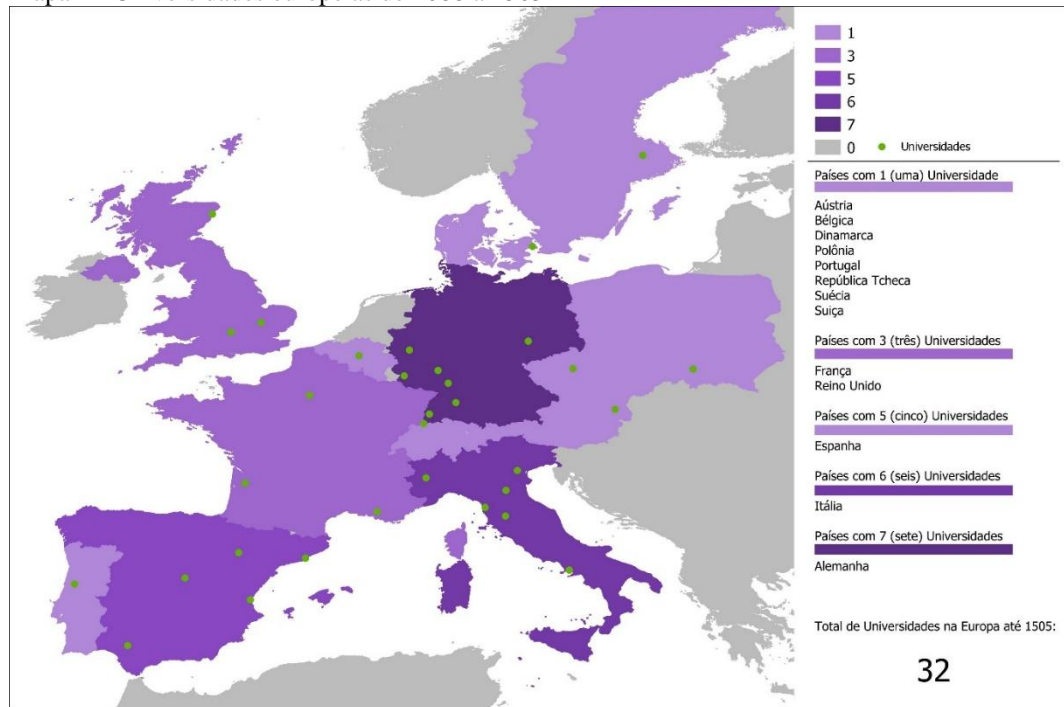 1
3
5
6
7
0 Universidades
Países com 1 (uma) Universidade
Aústria
Bélgica
Dinamarca
Polônia
Portugal
República Tcheca
Suécia
Suiça
Países com 3 (três) Universidades
França
Reino Unido
Países com 5 (cinco) Universidades
Espanha
Países com 6 (seis) Universidades
Itália
Países com 7 (sete) Universidades
Alemanha
Total de Universidades na Europa até 1505:
32